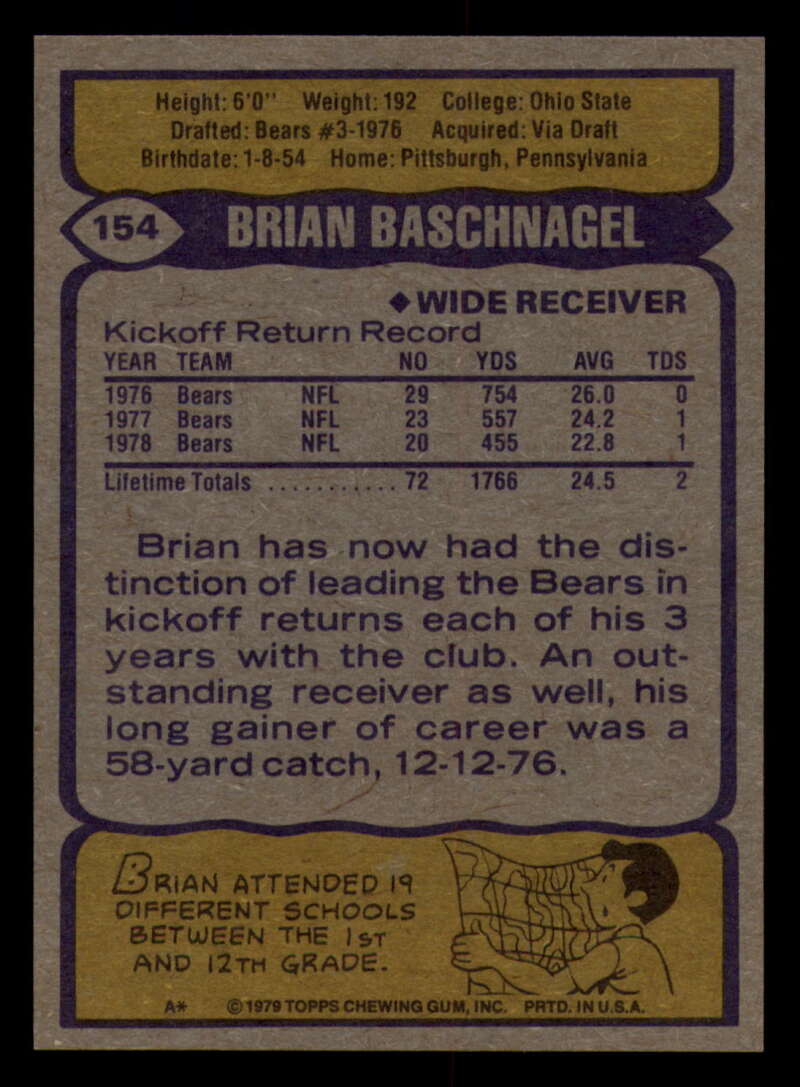 Height: 6'0" Weight: 192 College: Ohio State
Drafted: Bears #3-1976 Acquired: Via Draft
Birthdate: 1-8-54 Home: Pittsburgh, Pennsylvania
154 BRIAN BASCHNAGEL
◆WIDE RECEIVER
Kickoff Return Record
YEAR TEAM NO YDS AVG TDS
1976 Bears NFL 29 754 26.0 0
1977 Bears NFL 23 557 24.2 1
1978 Bears NFL 20 455 22.8 1
Lifetime Totals ........... 72 1766 24.5 2
Brian has now had the dis-
tinction of leading the Bears in
kickoff returns each of his 3
years with the club. An out-
standing receiver as well, his
long gainer of career was a
58-yard catch, 12-12-76.
BRIAN ATTENDED 19
DIFFERENT SCHOOLS
BETWEEN THE 1ST
AND 12TH GRADE.
A* ©1979 TOPPS CHEWING GUM, INC. PRTD. IN U.S.A.